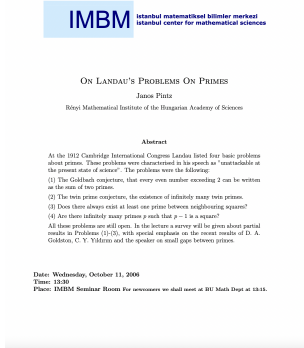 IMBM
istanbul matematiksel bilimler merkezi
istanbul center for mathematical sciences
On Landau's Problems On Primes
Janos Pintz
Rényi Mathematical Institute of the Hungarian Academy of Sciences
Abstract
At the 1912 Cambridge International Congress Landau listed four basic problems
about primes. These problems were characterised in his speech as "unattackable at
the present state of science". The problems were the following:
(1) The Goldbach conjecture, that every even number exceeding 2 can be written
as the sum of two primes.
(2) The twin prime conjecture, the existence of infinitely many twin primes.
(3) Does there always exist at least one prime between neighbouring squares?
(4) Are there infinitely many primes p such that p − 1 is a square?
All these problems are still open. In the lecture a survey will be given about partial
results in Problems (1)-(3), with special emphasis on the recent results of D. A.
Goldston, C. Y. Yıldırım and the speaker on small gaps between primes
Date: Wednesday, October 11, 2006
Time: 13:30
Place: IMBM Seminar Room For newcomers we shall meet at BU Math Dept at 13:15.